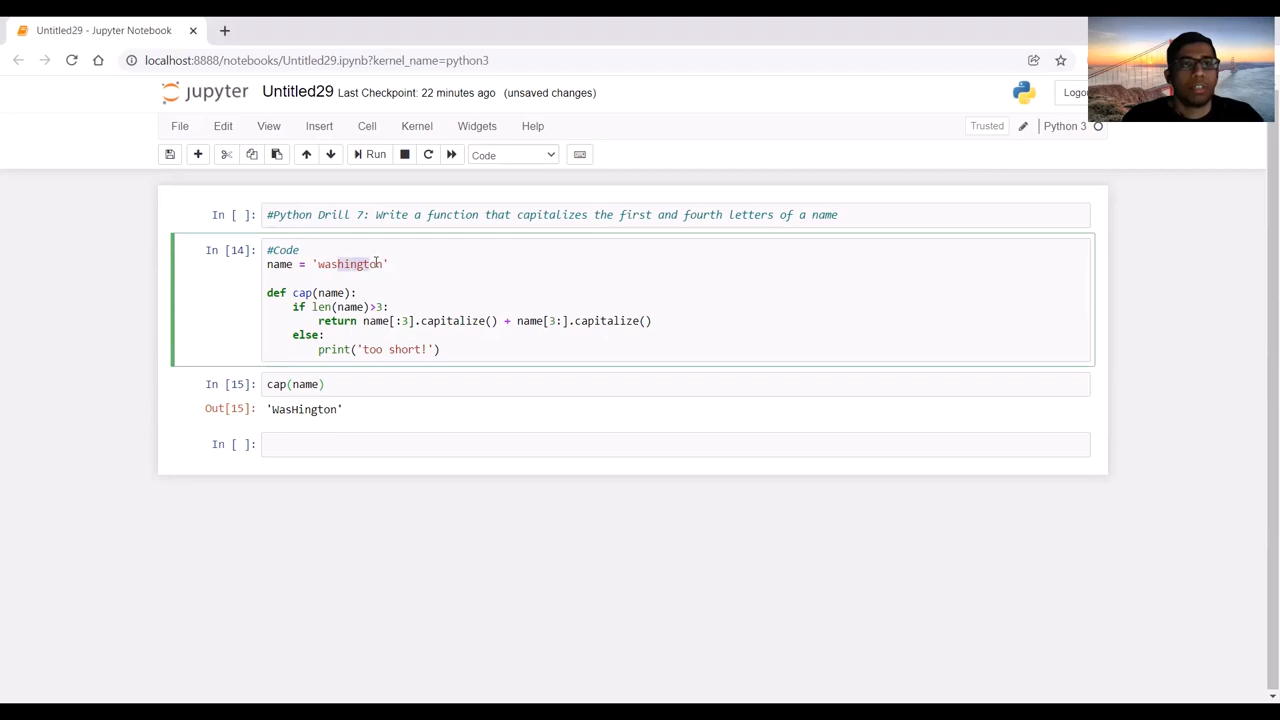 Untitled29 - Jupyter Notebook
localhost:8888/notebooks/Untitled29.ipynb?kernel_name=python3
jupyter Untitled29 Last Checkpoint: 22 minutes ago (unsaved changes)
File Edit View Insert Cell Kernel Widgets Help Trusted Python 3
Run Code
In [ ]: #Python Drill 7: Write a function that capitalizes the first and fourth letters of a name
In [14]: #Code
name = 'washington'
def cap(name):
    if len(name)>3:
        return name[:3].capitalize() + name[3:].capitalize()
    else:
        print('too short!')
In [15]: cap(name)
Out[15]: 'WasHington'
In [ ]: